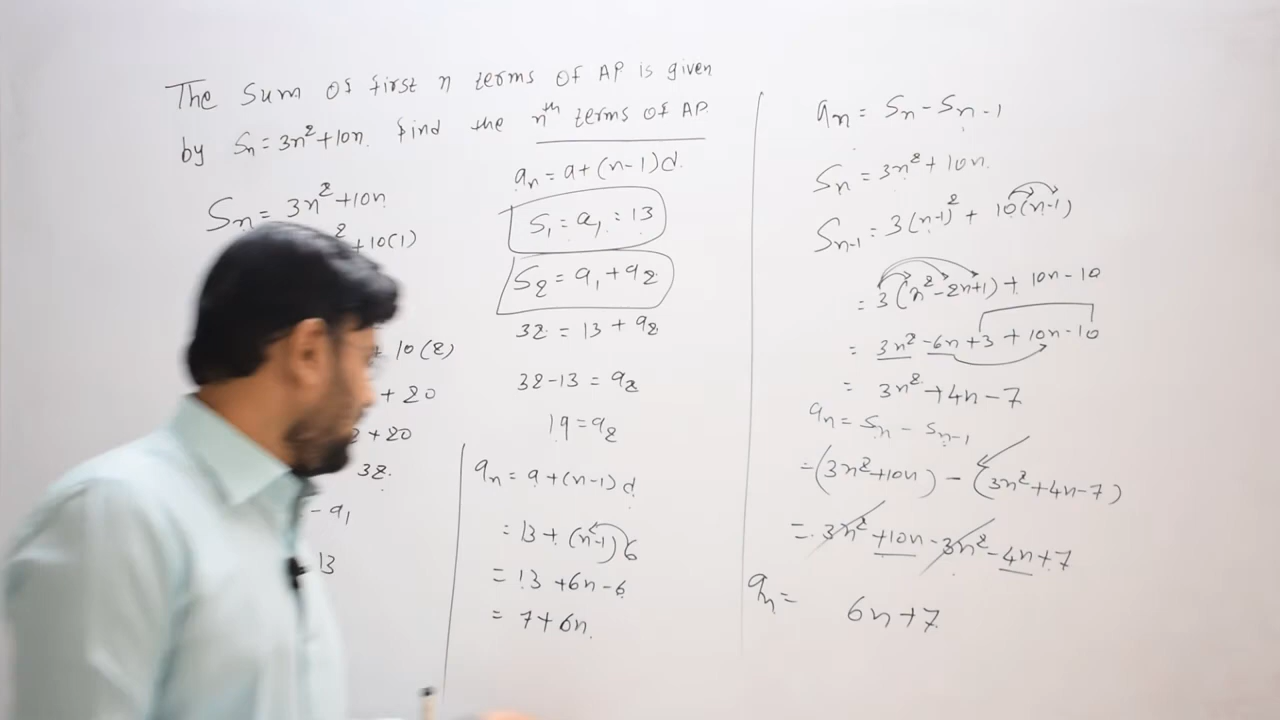 The Sum of first n terms of AP is given
by Sn = 3n²+10n. find the nth terms of AP.
Sn = 3n²+10n
² +10(1)
+ 10(2)
+ 20
2 +20
32.
- a₁
13
an = a+(n-1)d.
S₁ = a₁ = 13
S₂ = a₁+a₂
32 = 13 + a₂
32-13 = a₂
19 = a₂
an = a+(n-1)d
= 13 + (n-1)6
= 13 +6n-6
= 7+6n.
an = Sn - Sn-1
Sn = 3n²+10n.
Sn-1 = 3(n-1)² + 10(n-1)
= 3(n²-2n+1) + 10n-10
= 3n² -6n +3 + 10n-10
= 3n²+4n-7
an = Sn - Sn-1
=(3n²+10n) - (3n²+4n-7)
= 3n² +10n -3n² -4n+7
an = 6n+7